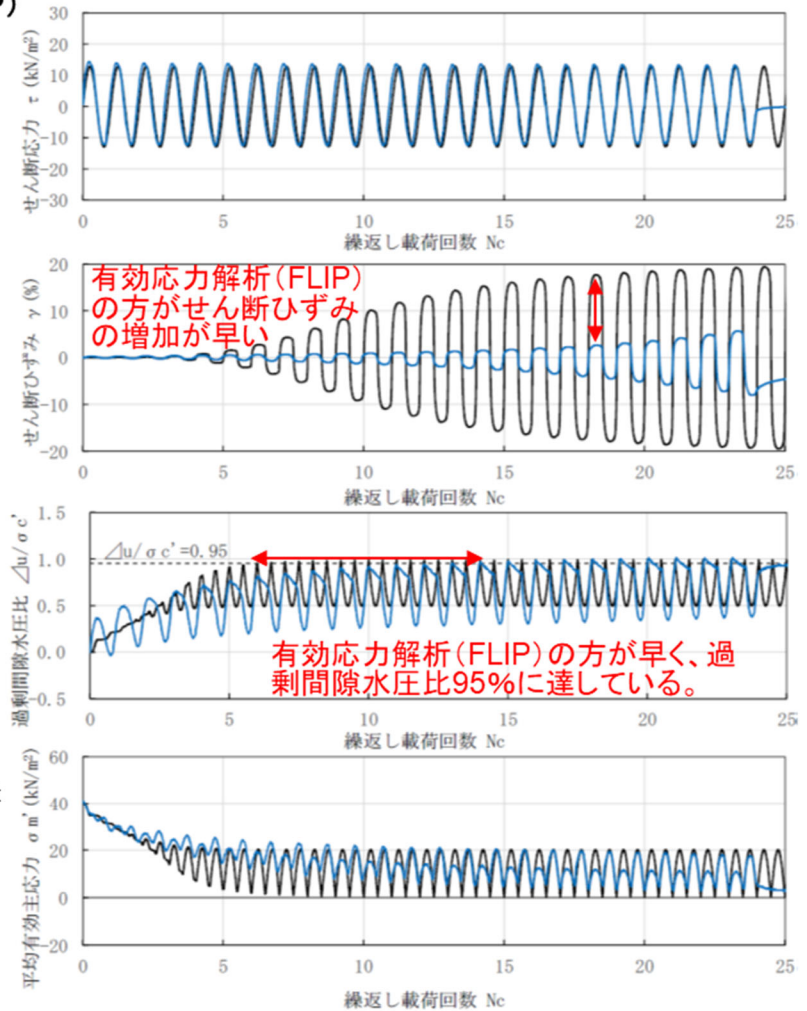 30
20
10
0
-10
-20
-30
せん断応力 τ (kN/m²)
0 5 10 15 20 25
繰返し載荷回数 Nc
20
10
0
-10
-20
せん断ひずみ γ (%)
有効応力解析(FLIP)
の方がせん断ひずみ
の増加が早い
0 5 10 15 20 25
繰返し載荷回数 Nc
1.5
1.0
0.5
0.0
-0.5
過剰間隙水圧比 ⊿u/σc'
⊿u/σc'=0.95
有効応力解析(FLIP)の方が早く、過
剰間隙水圧比95%に達している。
0 5 10 15 20 25
繰返し載荷回数 Nc
60
40
20
0
-20
平均有効主応力 σm' (kN/m²)
0 5 10 15 20 25
繰返し載荷回数 Nc